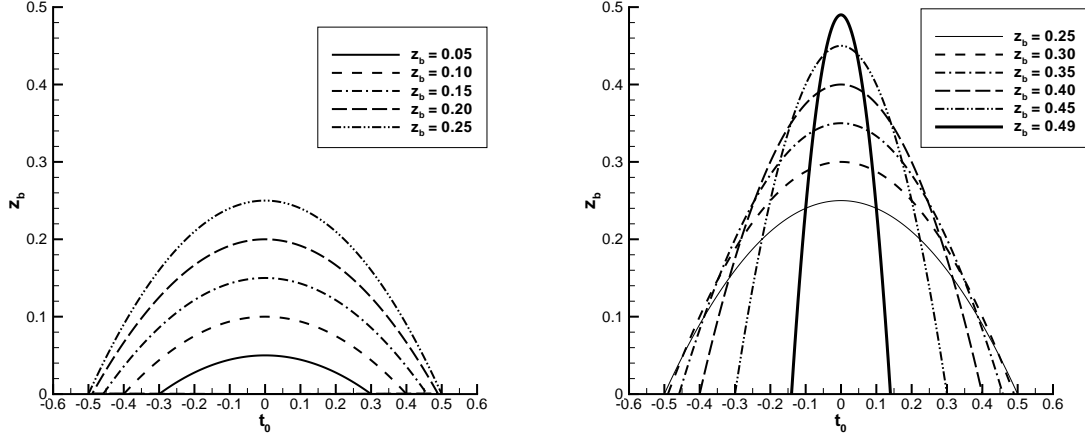 0.5
0.4
0.3
0.2
0.1
0
z_b
-0.6 -0.5 -0.4 -0.3 -0.2 -0.1 0 0.1 0.2 0.3 0.4 0.5 0.6
t_0
z_b = 0.05
z_b = 0.10
z_b = 0.15
z_b = 0.20
z_b = 0.25
0.5
0.4
0.3
0.2
0.1
0
z_b
-0.6 -0.5 -0.4 -0.3 -0.2 -0.1 0 0.1 0.2 0.3 0.4 0.5 0.6
t_0
z_b = 0.25
z_b = 0.30
z_b = 0.35
z_b = 0.40
z_b = 0.45
z_b = 0.49